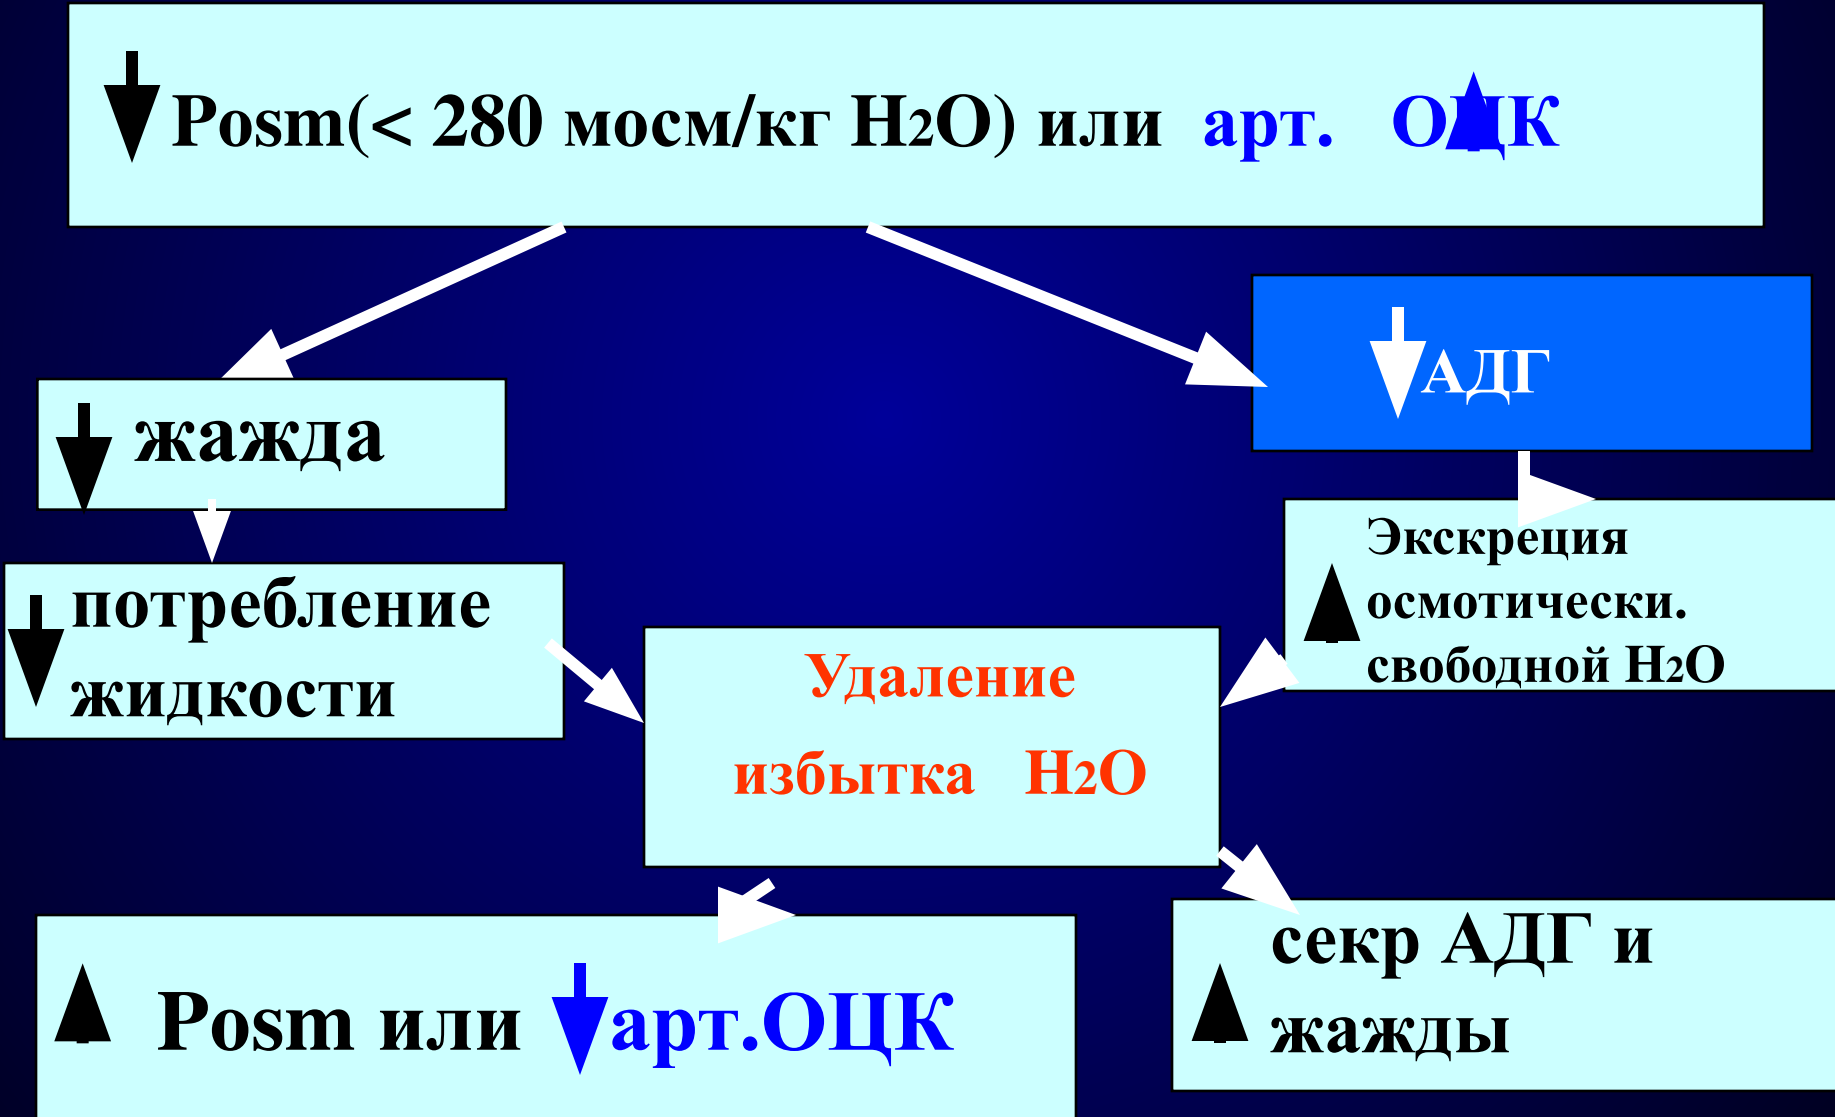 Posm(< 280 мосм/кг H2O) или арт. ОЦК
АДГ
жажда
Экскреция
осмотически.
свободной H2O
потребление
жидкости
Удаление
избытка H2O
секр АДГ и
жажды
Posm или арт.ОЦК